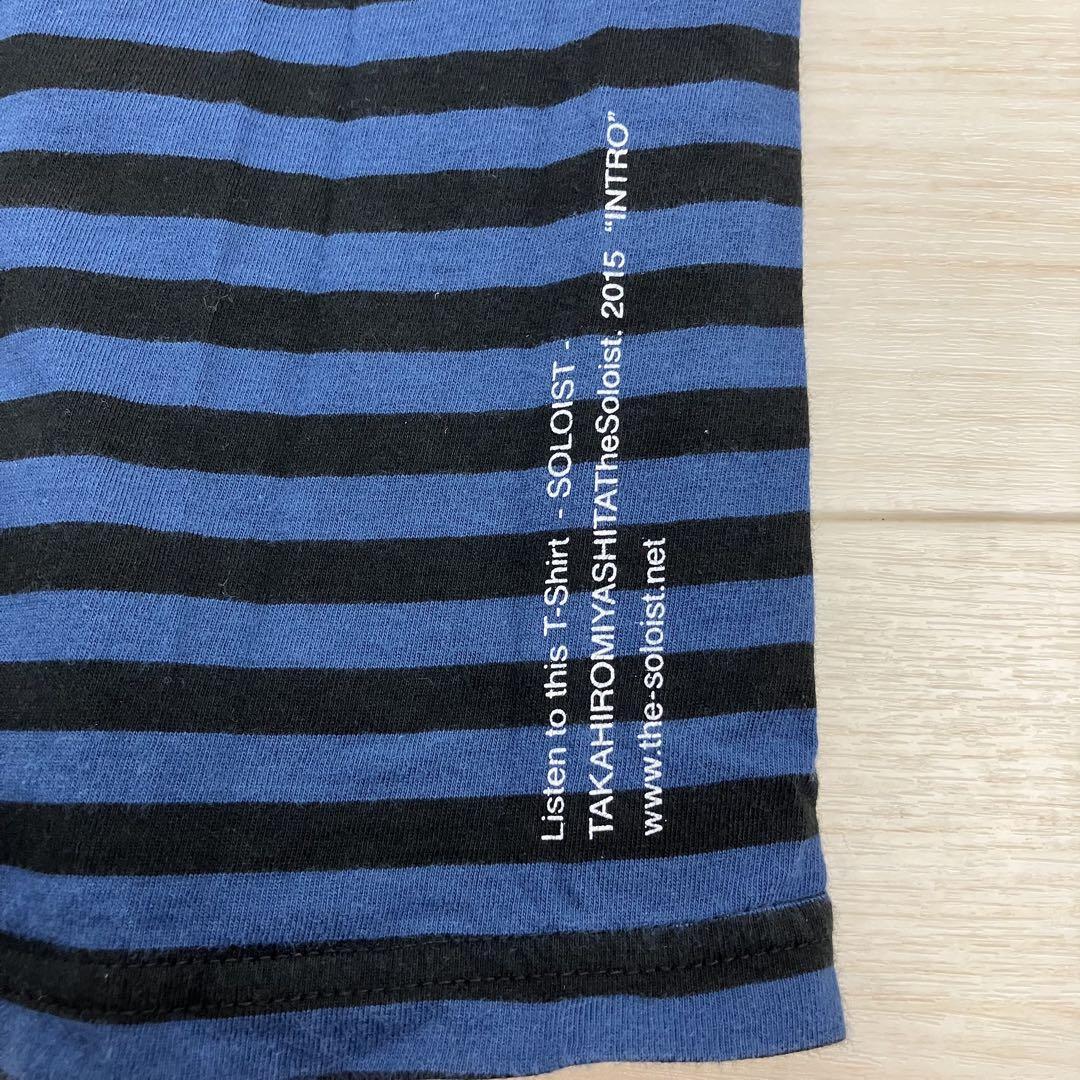 Listen to this T-Shirt - SOLOIST -
TAKAHIROMIYASHITATheSoloist. 2015 “INTRO”
www.the-soloist.net